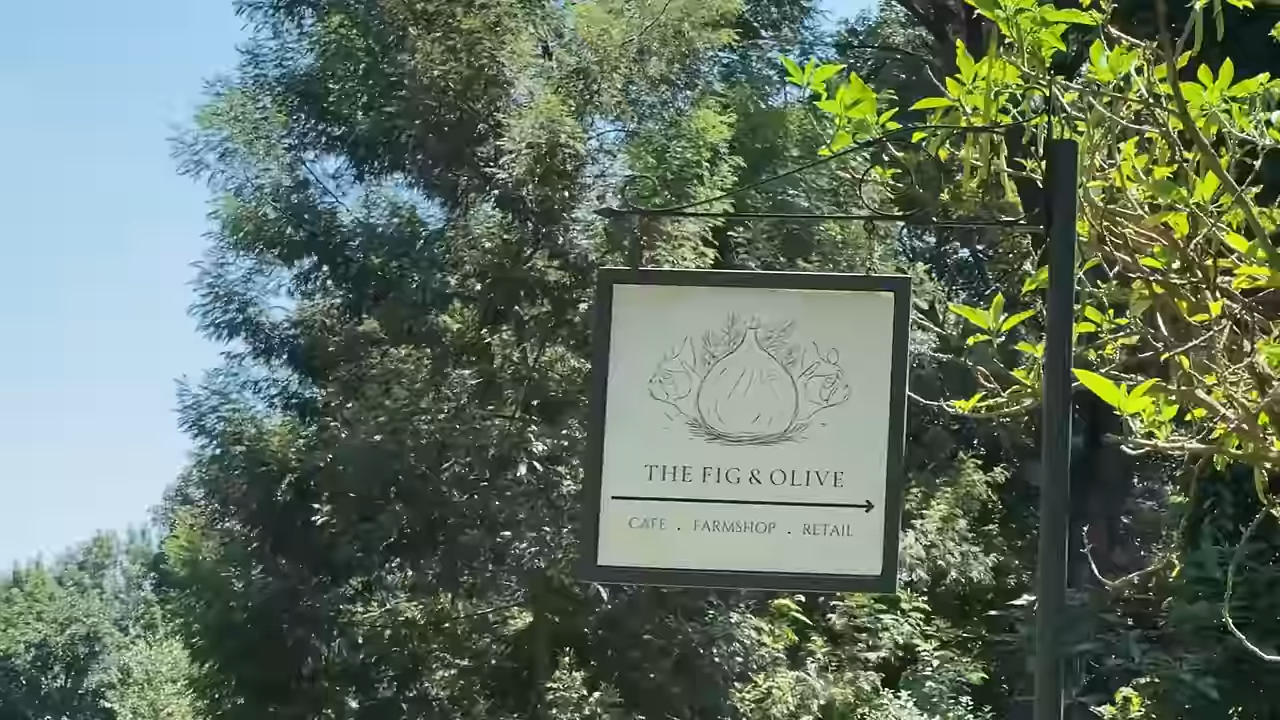 THE FIG & OLIVE
CAFE . FARMSHOP . RETAIL